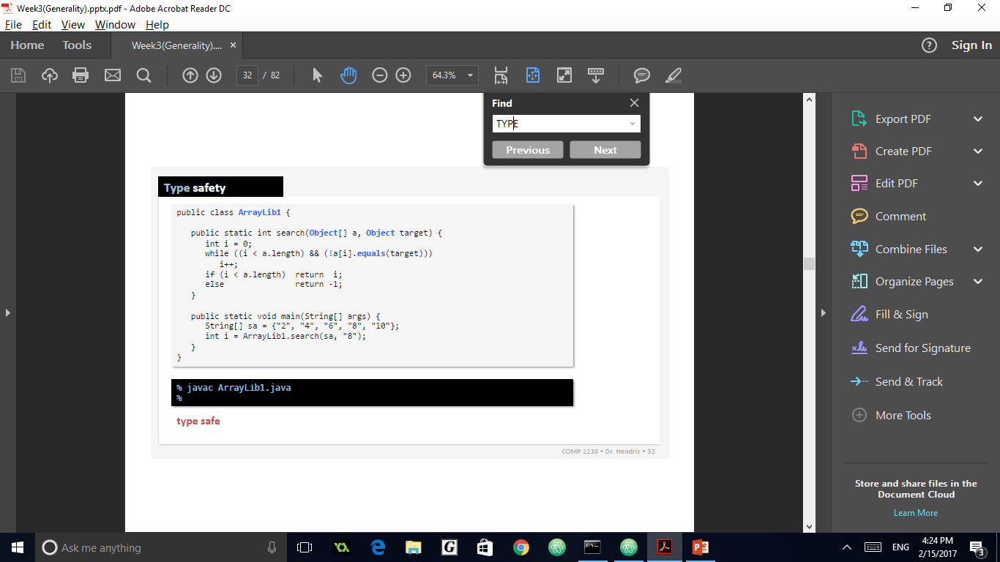 Week3(Generality).pptx.pdf - Adobe Acrobat Reader DC
File Edit View Window Help
Home Tools Week3(Generality).... × ? Sign In
32 / 82 64.3%
Find
TYPE
Previous Next
Type safety
public class ArrayLib1 {
public static int search(Object[] a, Object target) {
int i = 0;
while ((i < a.length) && (!a[i].equals(target)))
i++;
if (i < a.length) return i;
else return -1;
}
public static void main(String[] args) {
String[] sa = {"2", "4", "6", "8", "10"};
int i = ArrayLib1.search(sa, "8");
}
}
% javac ArrayLib1.java
%
type safe
COMP 2210 • Dr. Hendrix • 32
Export PDF
Create PDF
Edit PDF
Comment
Combine Files
Organize Pages
Fill & Sign
Send for Signature
Send & Track
More Tools
Store and share files in the
Document Cloud
Learn More
Ask me anything
ENG
4:24 PM
2/15/2017
3